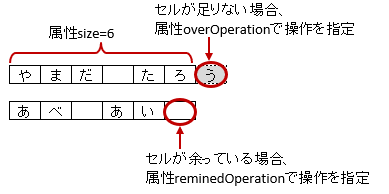 セルが足りない場合、
属性overOperationで操作を指定
属性size=6
やまだ たろう
あべ あい
セルが余っている場合、
属性reminedOperationで操作を指定